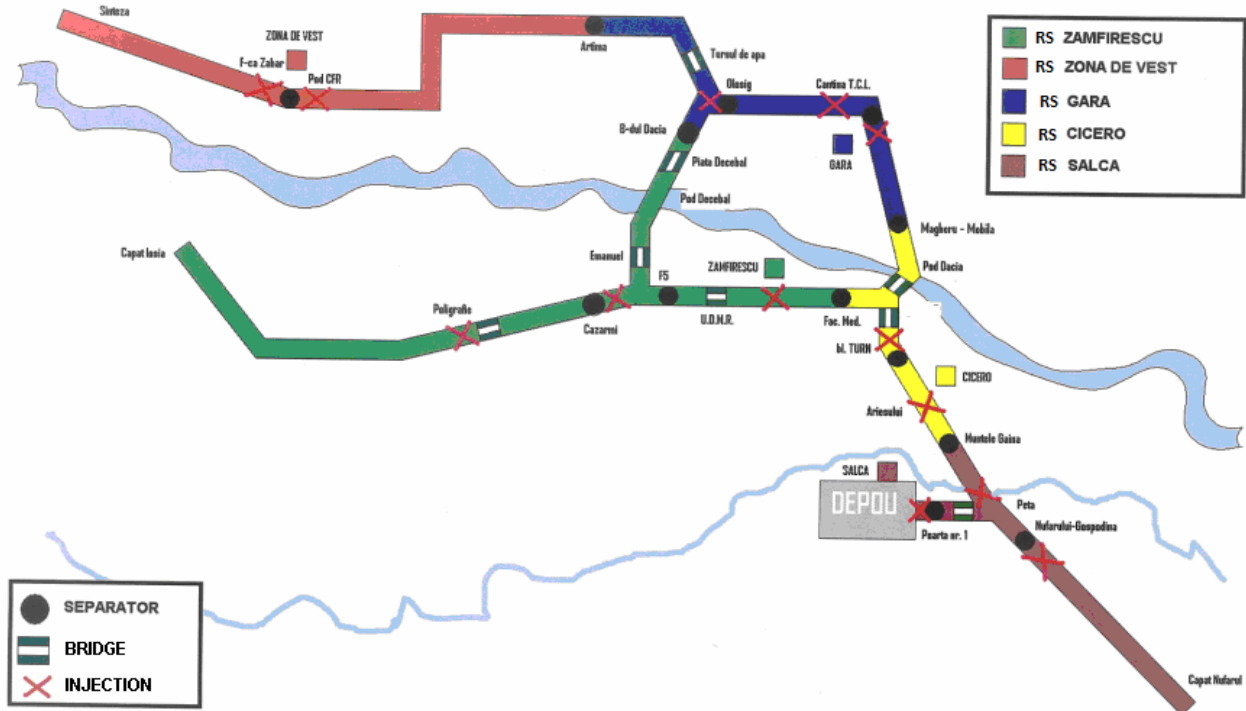 Sinteza
ZONA DE VEST
F-ca Zahar
Pod CFR
Artima
Turnul de apa
Olosig
Cantina T.C.L.
B-dul Dacia
Piata Decebal
GARA
Pod Decebal
Magheru - Mobila
Pod Dacia
Capat Iosia
Emanuel
ZAMFIRESCU
F5
Poligrafie
Cazarmi
U.D.M.R.
Fac. Med.
bl. TURN
CICERO
Ariesului
Muntele Gaina
SALCA
DEPOU
Peta
Nufarului-Gospodina
Poarta nr. 1
Capat Nufarul
RS ZAMFIRESCU
RS ZONA DE VEST
RS GARA
RS CICERO
RS SALCA
SEPARATOR
BRIDGE
INJECTION